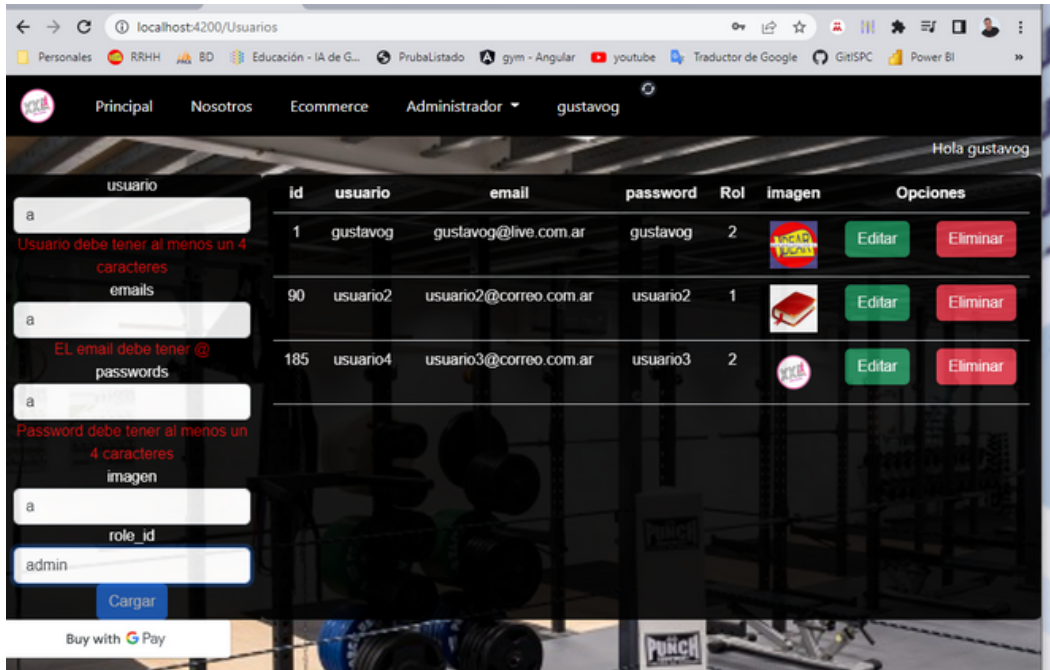 localhost:4200/Usuarios
Personales RRHH BD Educación - IA de G... PrubaListado gym - Angular youtube Traductor de Google GitISPC Power BI »
XXL Principal Nosotros Ecommerce Administrador gustavog
Hola gustavog
usuario
a
Usuario debe tener al menos un 4
caracteres
emails
a
EL email debe tener @
passwords
a
Password debe tener al menos un
4 caracteres
imagen
a
role_id
admin
Cargar
Buy with G Pay
id usuario email password Rol imagen Opciones
1 gustavog gustavog@live.com.ar gustavog 2 Editar Eliminar
90 usuario2 usuario2@correo.com.ar usuario2 1 Editar Eliminar
185 usuario4 usuario3@correo.com.ar usuario3 2 XXL Editar Eliminar
PUNCH
PUNCH